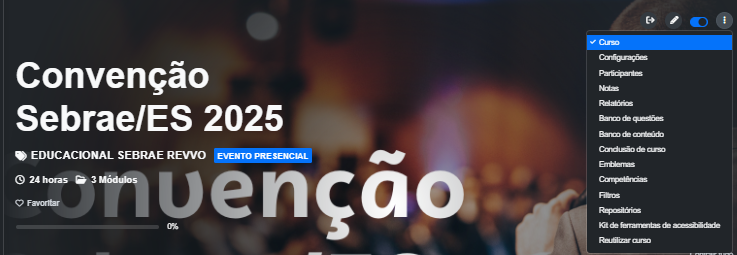 Convenção
Sebrae/ES 2025
EDUCACIONAL SEBRAE REVVO EVENTO PRESENCIAL
24 horas 3 Módulos
Favoritar
0%
onvenção
Curso
Configurações
Participantes
Notas
Relatórios
Banco de questões
Banco de conteúdo
Conclusão de curso
Emblemas
Competências
Filtros
Repositórios
Kit de ferramentas de acessibilidade
Reutilizar curso